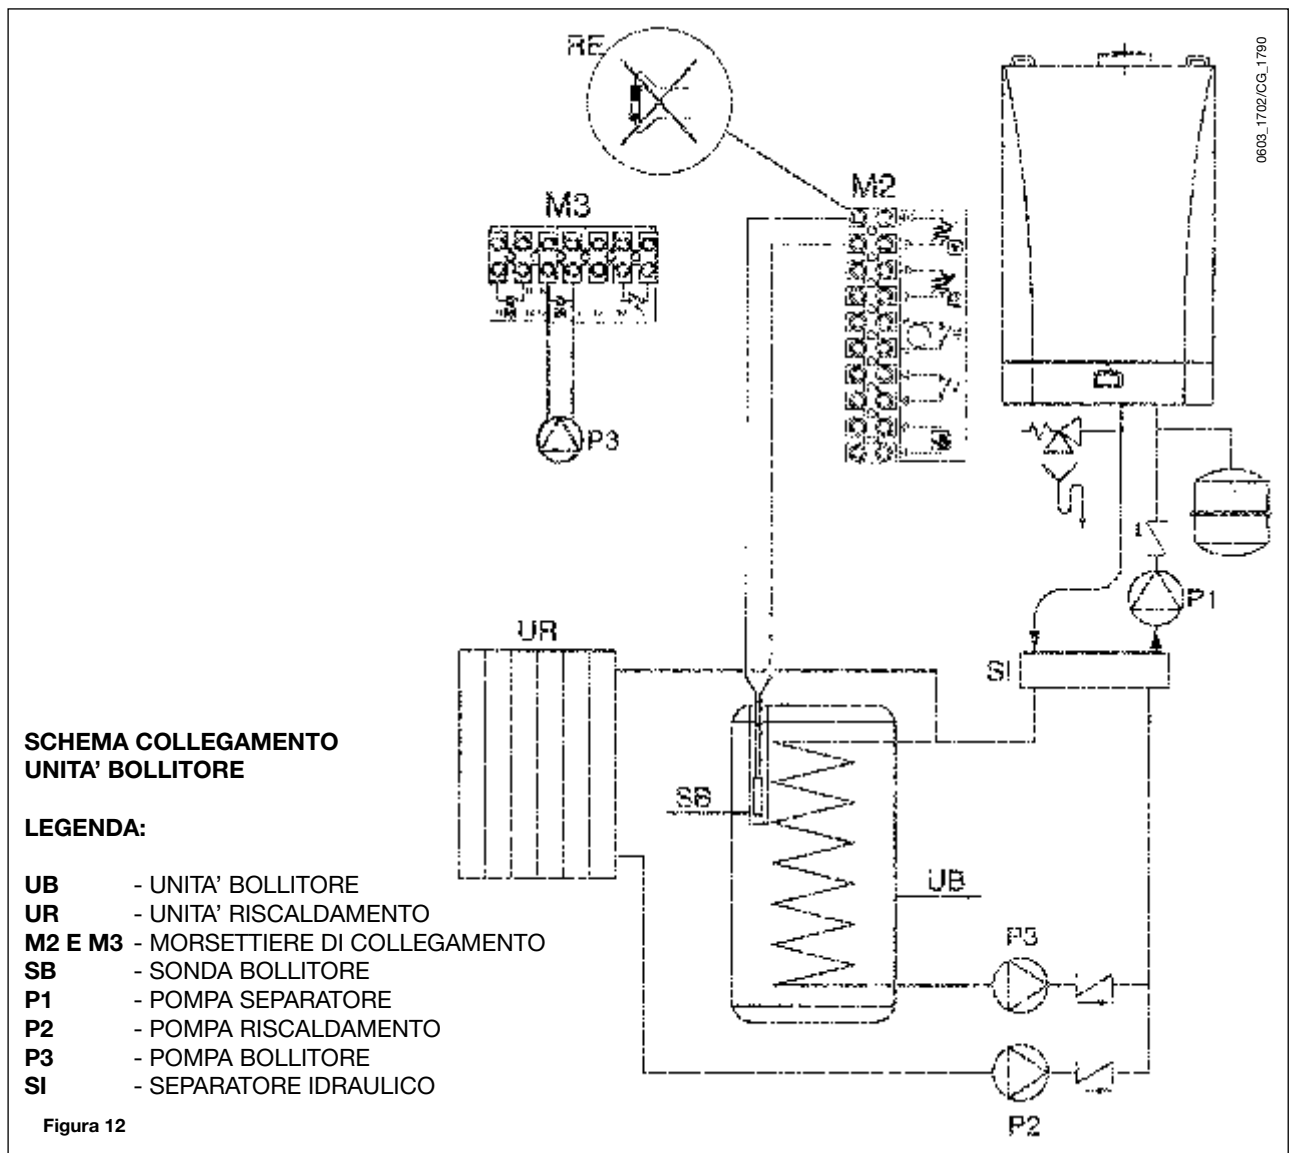 RE
0603_1702/CG_1790
M2
M3
P3
P1
UR
SI
SCHEMA COLLEGAMENTO
UNITA' BOLLITORE
SB
LEGENDA:
UB
UB - UNITA' BOLLITORE
UR - UNITA' RISCALDAMENTO
M2 E M3 - MORSETTIERE DI COLLEGAMENTO
P3
SB - SONDA BOLLITORE
P1 - POMPA SEPARATORE
P2 - POMPA RISCALDAMENTO
P3 - POMPA BOLLITORE
SI - SEPARATORE IDRAULICO
Figura 12
P2